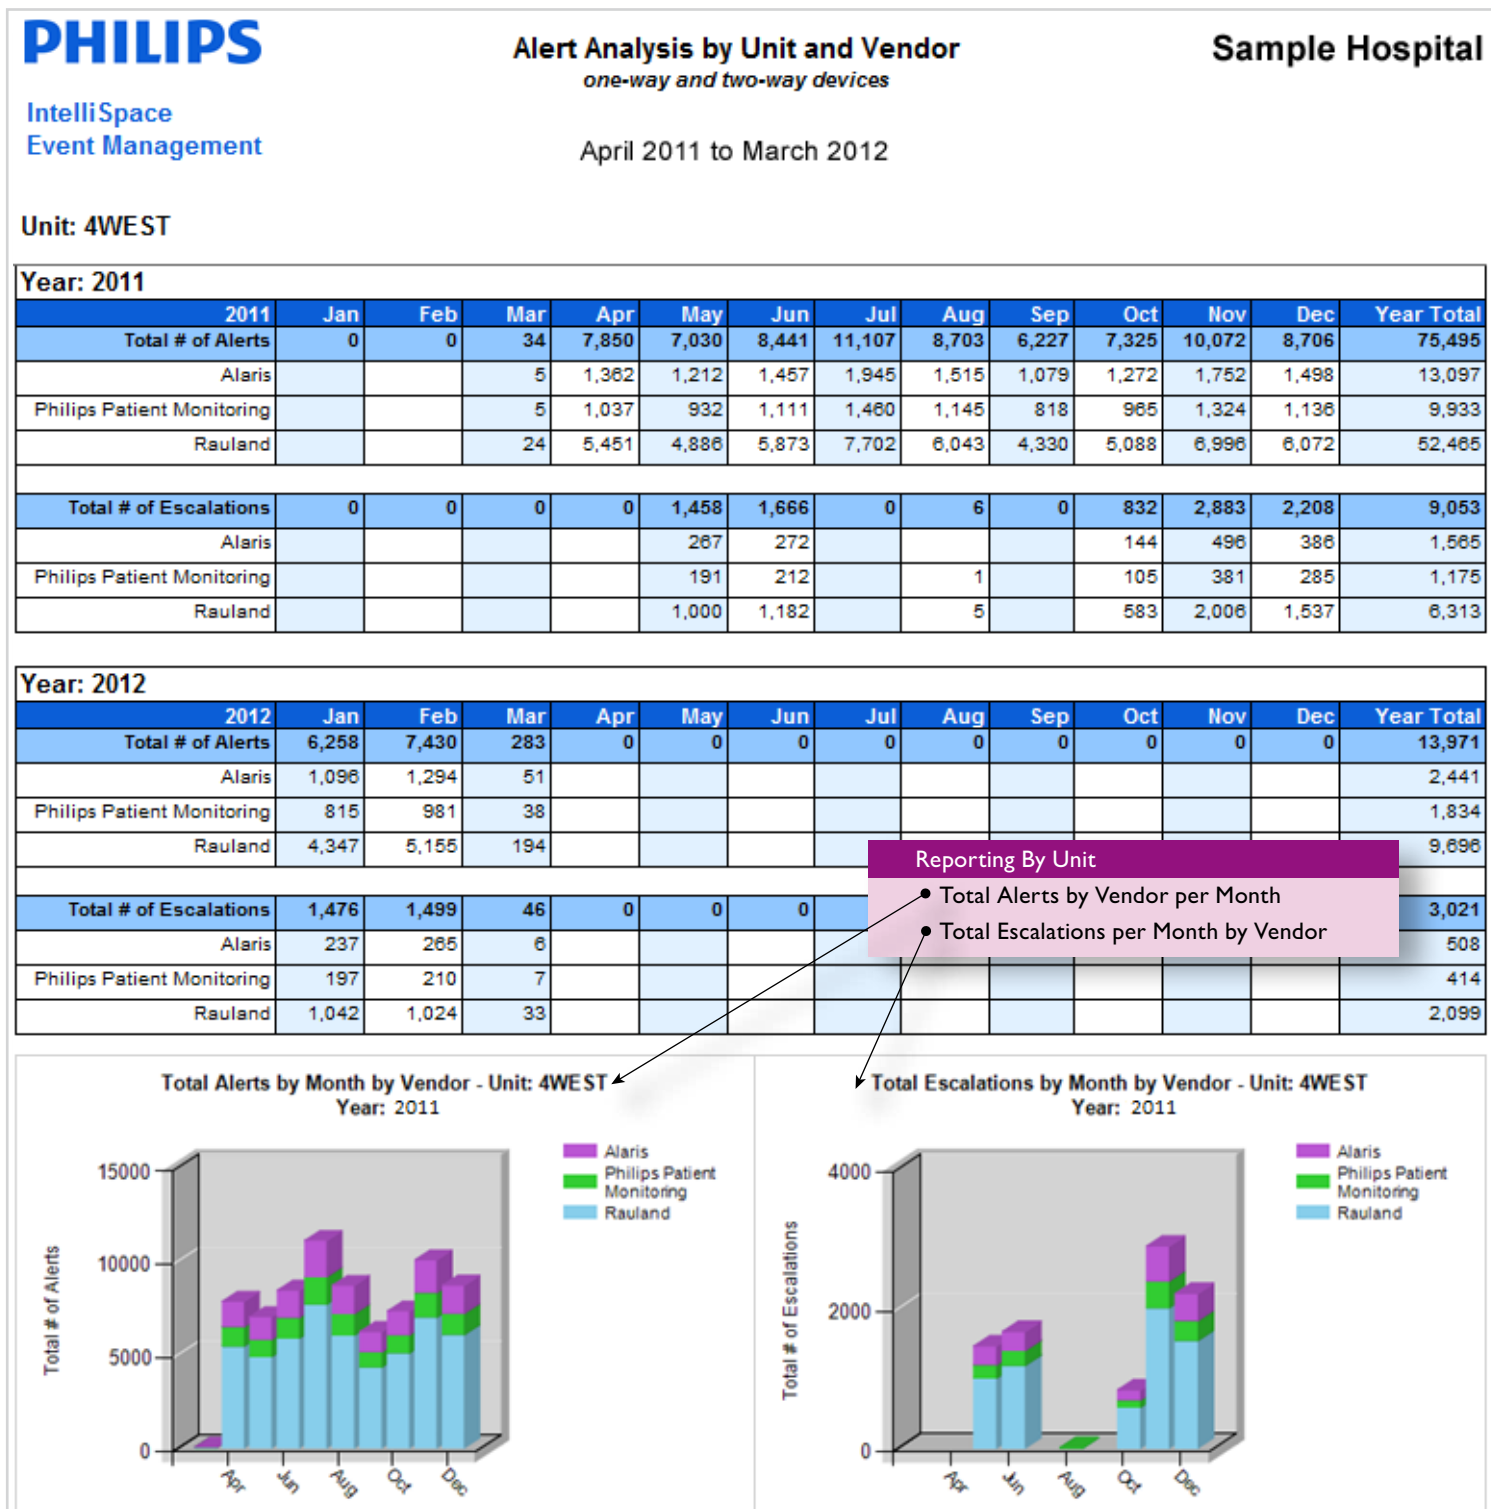 PHILIPS
Alert Analysis by Unit and Vendor
Sample Hospital
one-way and two-way devices
IntelliSpace
Event Management
April 2011 to March 2012
Unit: 4WEST
Year: 2011
2011 Jan Feb Mar Apr May Jun Jul Aug Sep Oct Nov Dec Year Total
Total # of Alerts 0 0 34 7,850 7,030 8,441 11,107 8,703 6,227 7,325 10,072 8,706 75,495
Alaris 5 1,362 1,212 1,457 1,945 1,515 1,079 1,272 1,752 1,498 13,097
Philips Patient Monitoring 5 1,037 932 1,111 1,460 1,145 818 965 1,324 1,136 9,933
Rauland 24 5,451 4,886 5,873 7,702 6,043 4,330 5,088 6,996 6,072 52,465
Total # of Escalations 0 0 0 0 1,458 1,666 0 6 0 832 2,883 2,208 9,053
Alaris 267 272 144 496 386 1,565
Philips Patient Monitoring 191 212 1 105 381 285 1,175
Rauland 1,000 1,182 5 583 2,006 1,537 6,313
Year: 2012
2012 Jan Feb Mar Apr May Jun Jul Aug Sep Oct Nov Dec Year Total
Total # of Alerts 6,258 7,430 283 0 0 0 0 0 0 0 0 0 13,971
Alaris 1,096 1,294 51 2,441
Philips Patient Monitoring 815 981 38 1,834
Rauland 4,347 5,155 194 9,696
Reporting By Unit
• Total Alerts by Vendor per Month
• Total Escalations per Month by Vendor
Total # of Escalations 1,476 1,499 46 0 0 0 3,021
Alaris 237 265 6 508
Philips Patient Monitoring 197 210 7 414
Rauland 1,042 1,024 33 2,099
Total Alerts by Month by Vendor - Unit: 4WEST
Year: 2011
Alaris
Philips Patient
Monitoring
Rauland
Total # of Alerts
15000
10000
5000
0
Apr Jun Aug Oct Dec
Total Escalations by Month by Vendor - Unit: 4WEST
Year: 2011
Alaris
Philips Patient
Monitoring
Rauland
Total # of Escalations
4000
2000
0
Apr Jun Aug Oct Dec